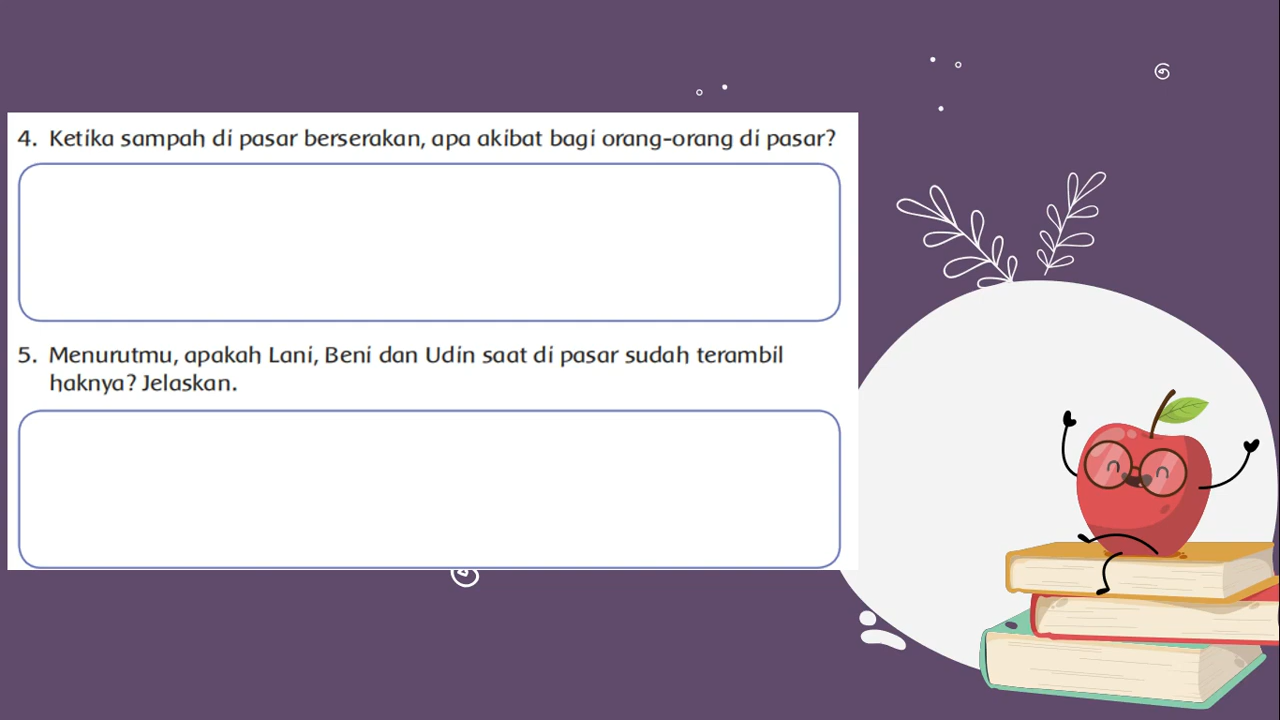 4. Ketika sampah di pasar berserakan, apa akibat bagi orang-orang di pasar?
5. Menurutmu, apakah Lani, Beni dan Udin saat di pasar sudah terambil
haknya? Jelaskan.